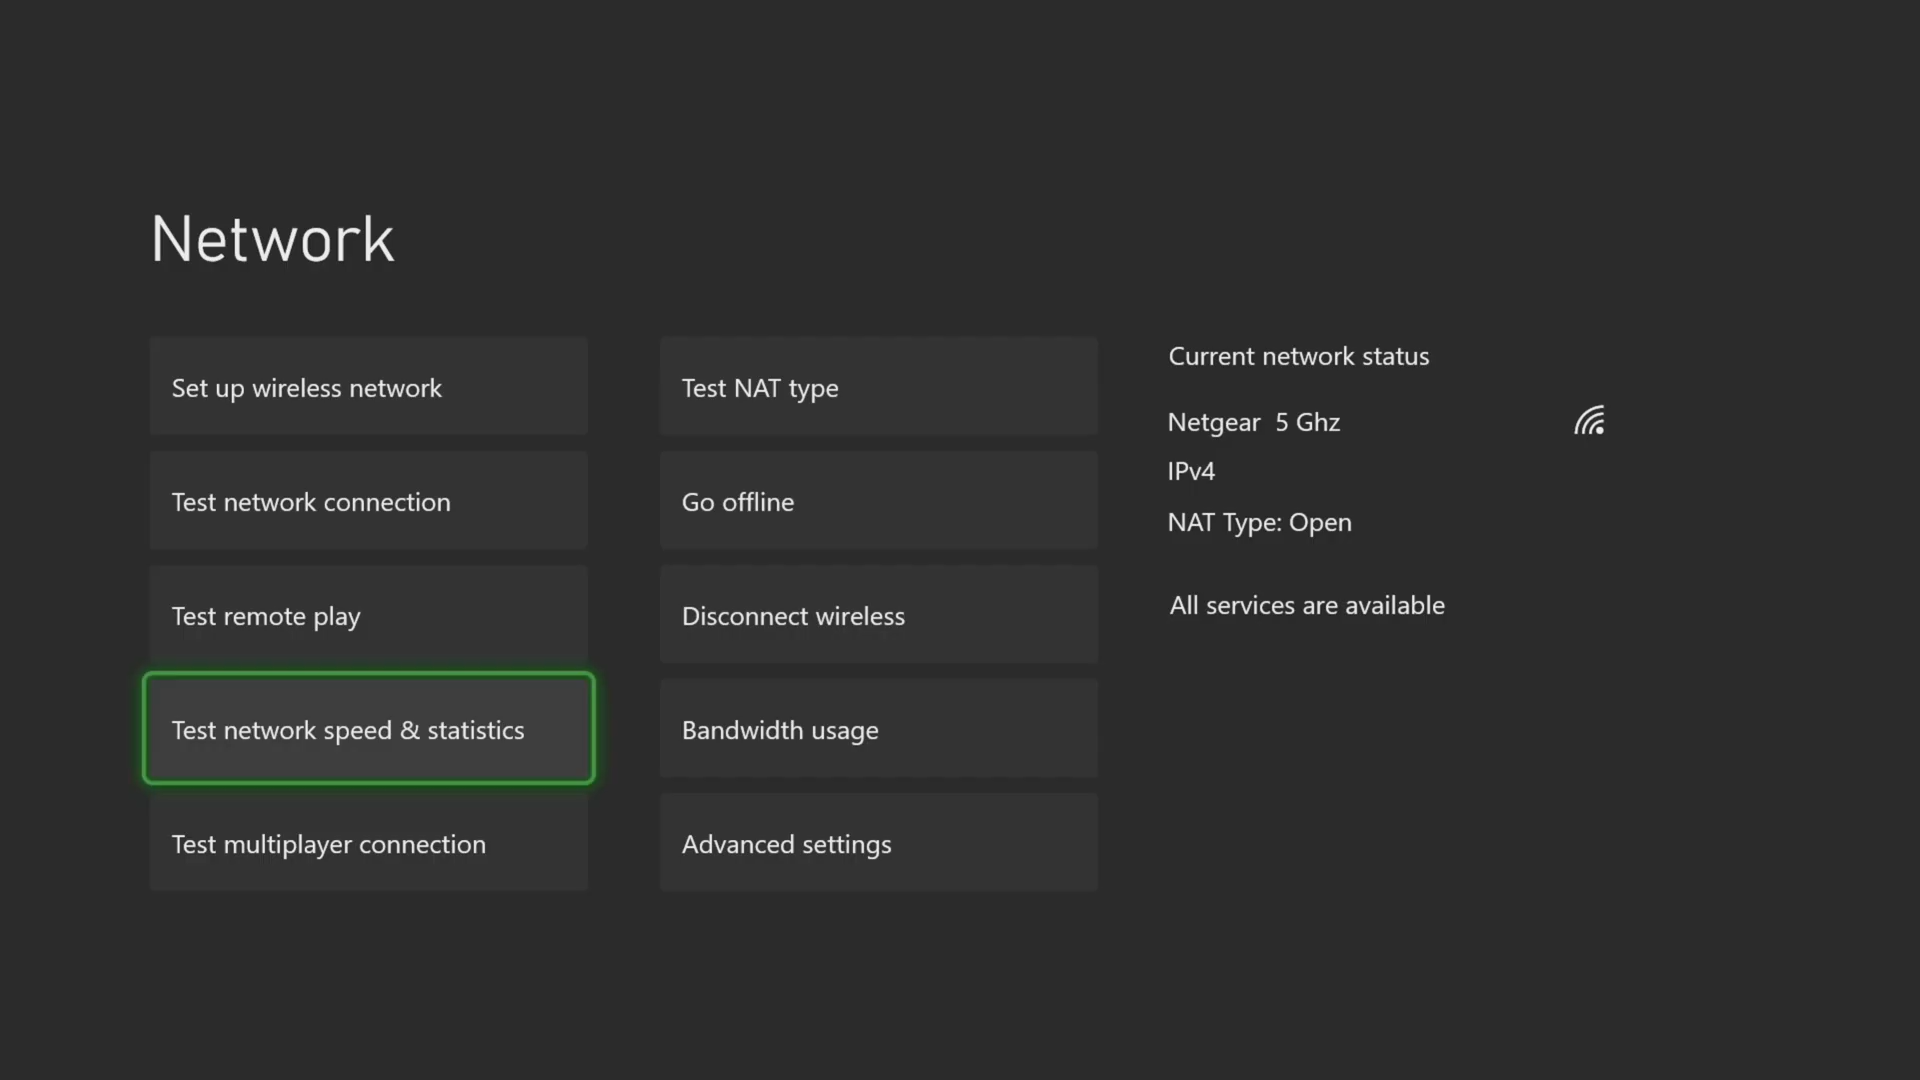 Network
Set up wireless network
Test network connection
Test remote play
Test network speed & statistics
Test multiplayer connection
Test NAT type
Go offline
Disconnect wireless
Bandwidth usage
Advanced settings
Current network status
Netgear  5 Ghz
IPv4
NAT Type: Open
All services are available